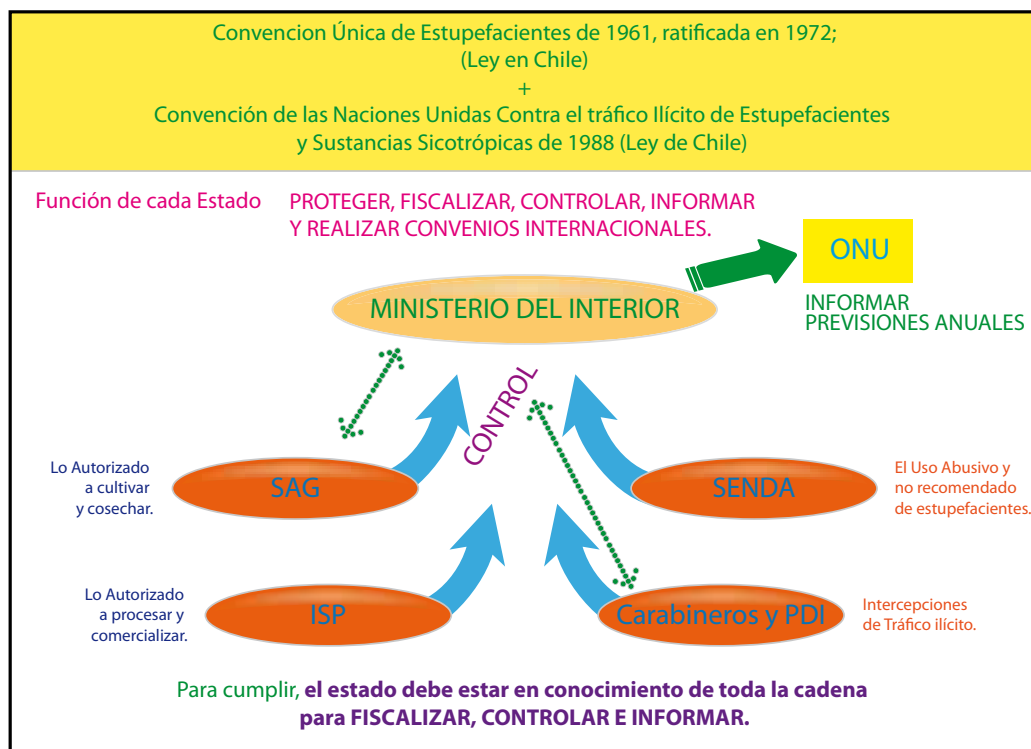 Convencion Única de Estupefacientes de 1961, ratificada en 1972;
(Ley en Chile)
+
Convención de las Naciones Unidas Contra el tráfico Ilícito de Estupefacientes
y Sustancias Sicotrópicas de 1988 (Ley de Chile)
Función de cada Estado
PROTEGER, FISCALIZAR, CONTROLAR, INFORMAR
Y REALIZAR CONVENIOS INTERNACIONALES.
ONU
INFORMAR
PREVISIONES ANUALES
MINISTERIO DEL INTERIOR
CONTROL
Lo Autorizado
a cultivar
y cosechar.
SAG
SENDA
El Uso Abusivo y
no recomendado
de estupefacientes.
Lo Autorizado
a procesar y
comercializar.
ISP
Carabineros y PDI
Intercepciones
de Tráfico ilícito.
Para cumplir, el estado debe estar en conocimiento de toda la cadena
para FISCALIZAR, CONTROLAR E INFORMAR.